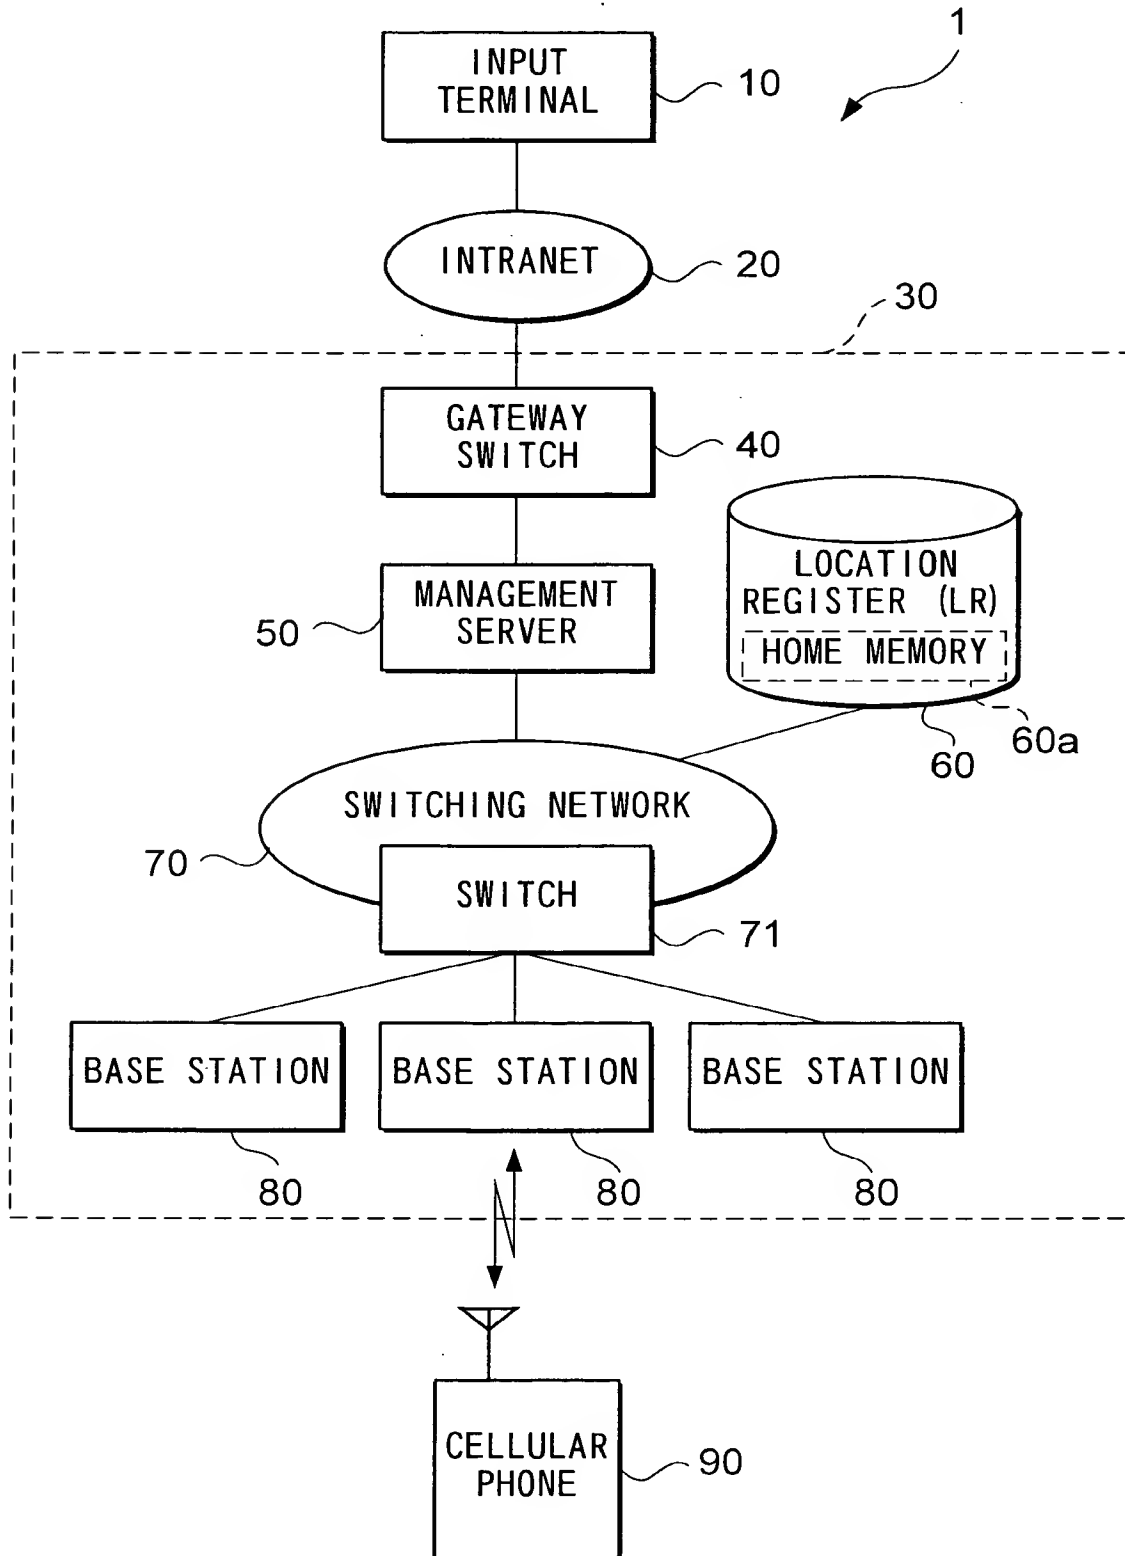 1
INPUT
TERMINAL
10
INTRANET
20
30
GATEWAY
SWITCH
40
MANAGEMENT
SERVER
50
LOCATION
REGISTER (LR)
HOME MEMORY
60a
60
SWITCHING NETWORK
70
SWITCH
71
BASE STATION
BASE STATION
BASE STATION
80
80
80
CELLULAR
PHONE
90